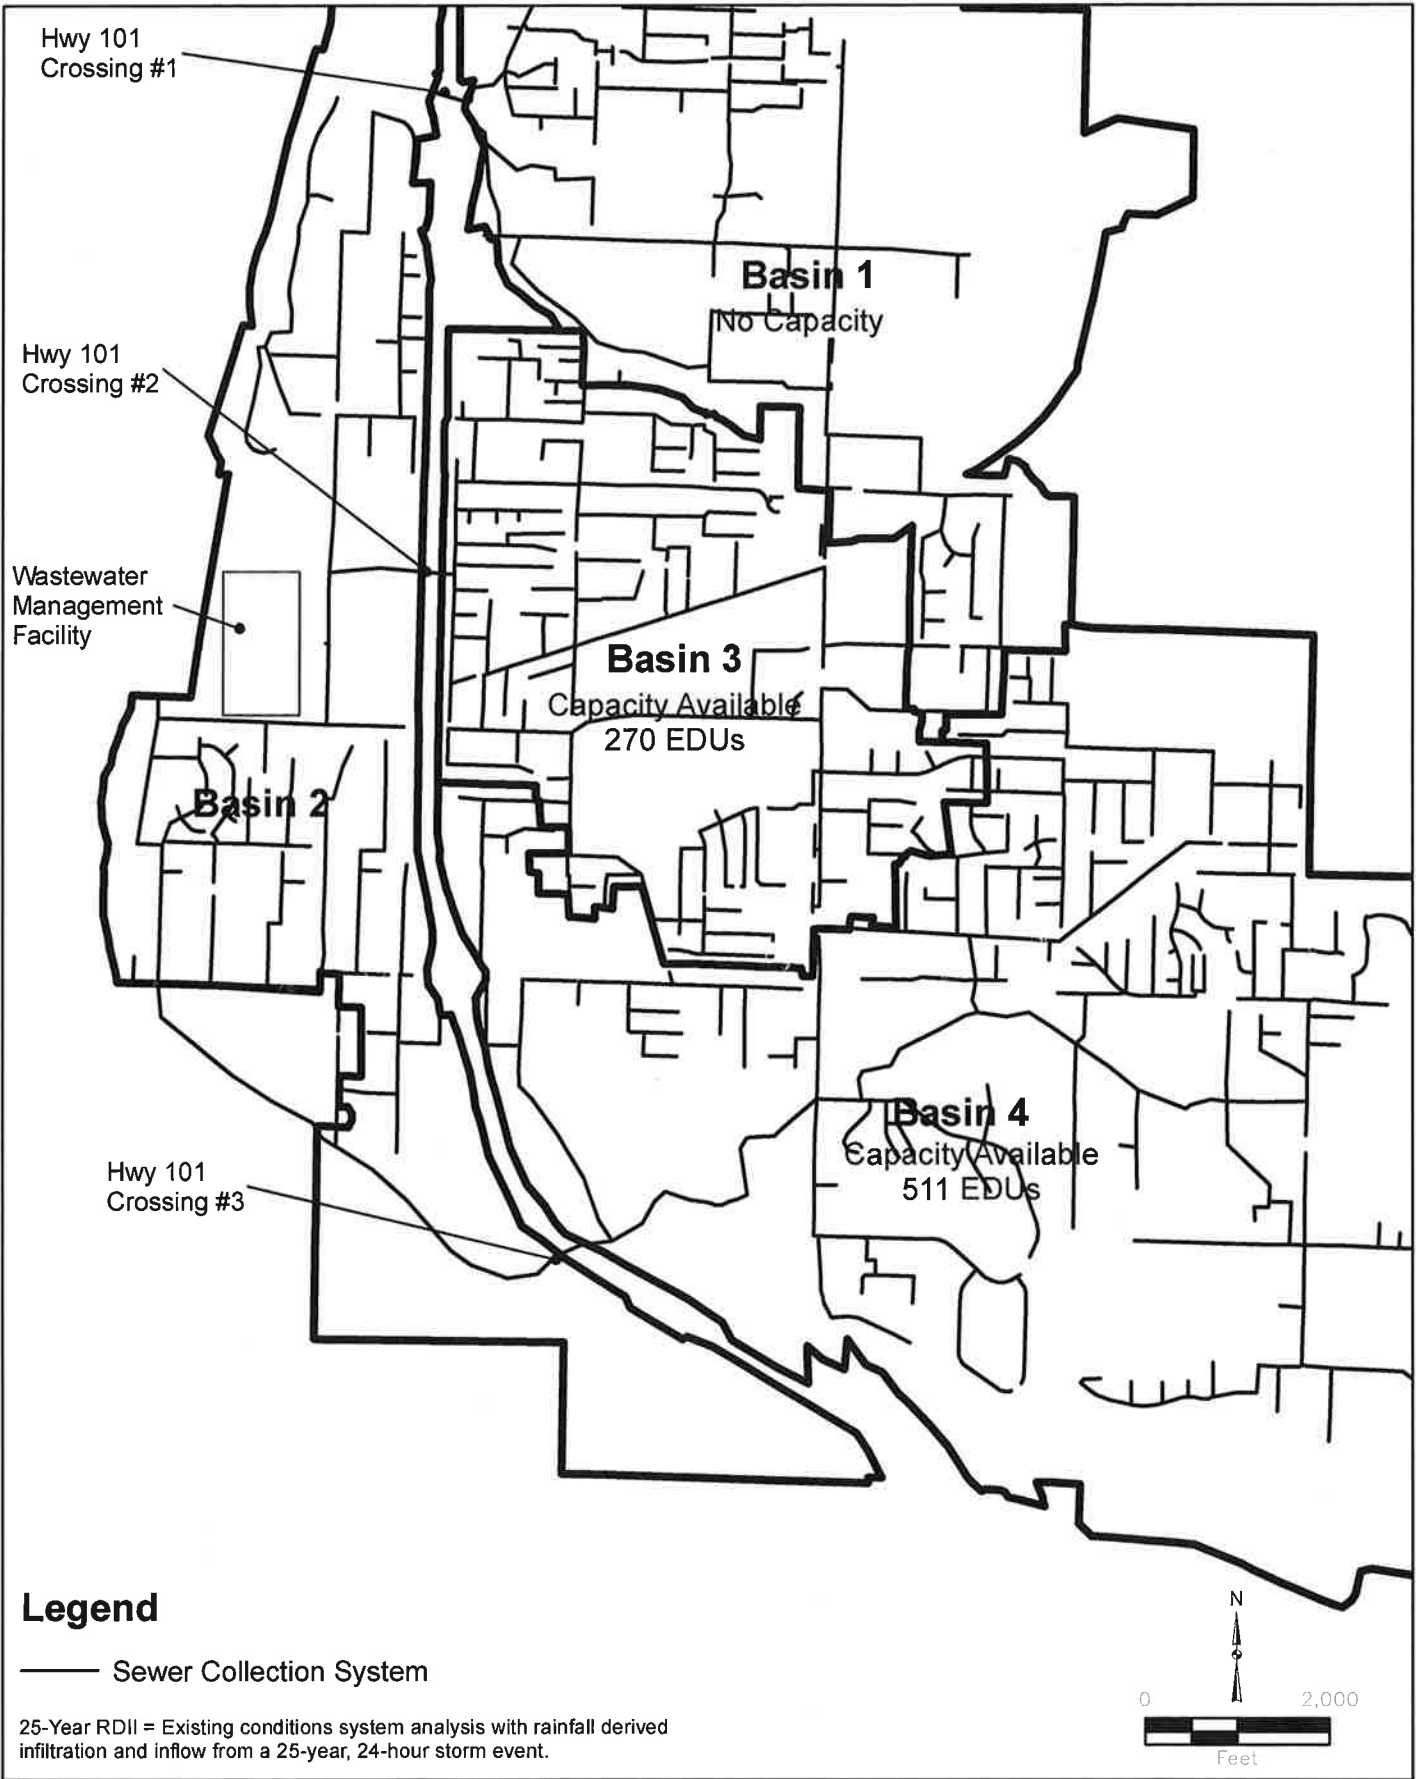 Hwy 101
Crossing #1
Basin 1
No Capacity
Hwy 101
Crossing #2
Wastewater
Management
Facility
Basin 3
Capacity Available
270 EDUs
Basin 2
Basin 4
Capacity Available
511 EDUs
Hwy 101
Crossing #3
Legend
Sewer Collection System
25-Year RDII = Existing conditions system analysis with rainfall derived
infiltration and inflow from a 25-year, 24-hour storm event.
N
0 2,000
Feet